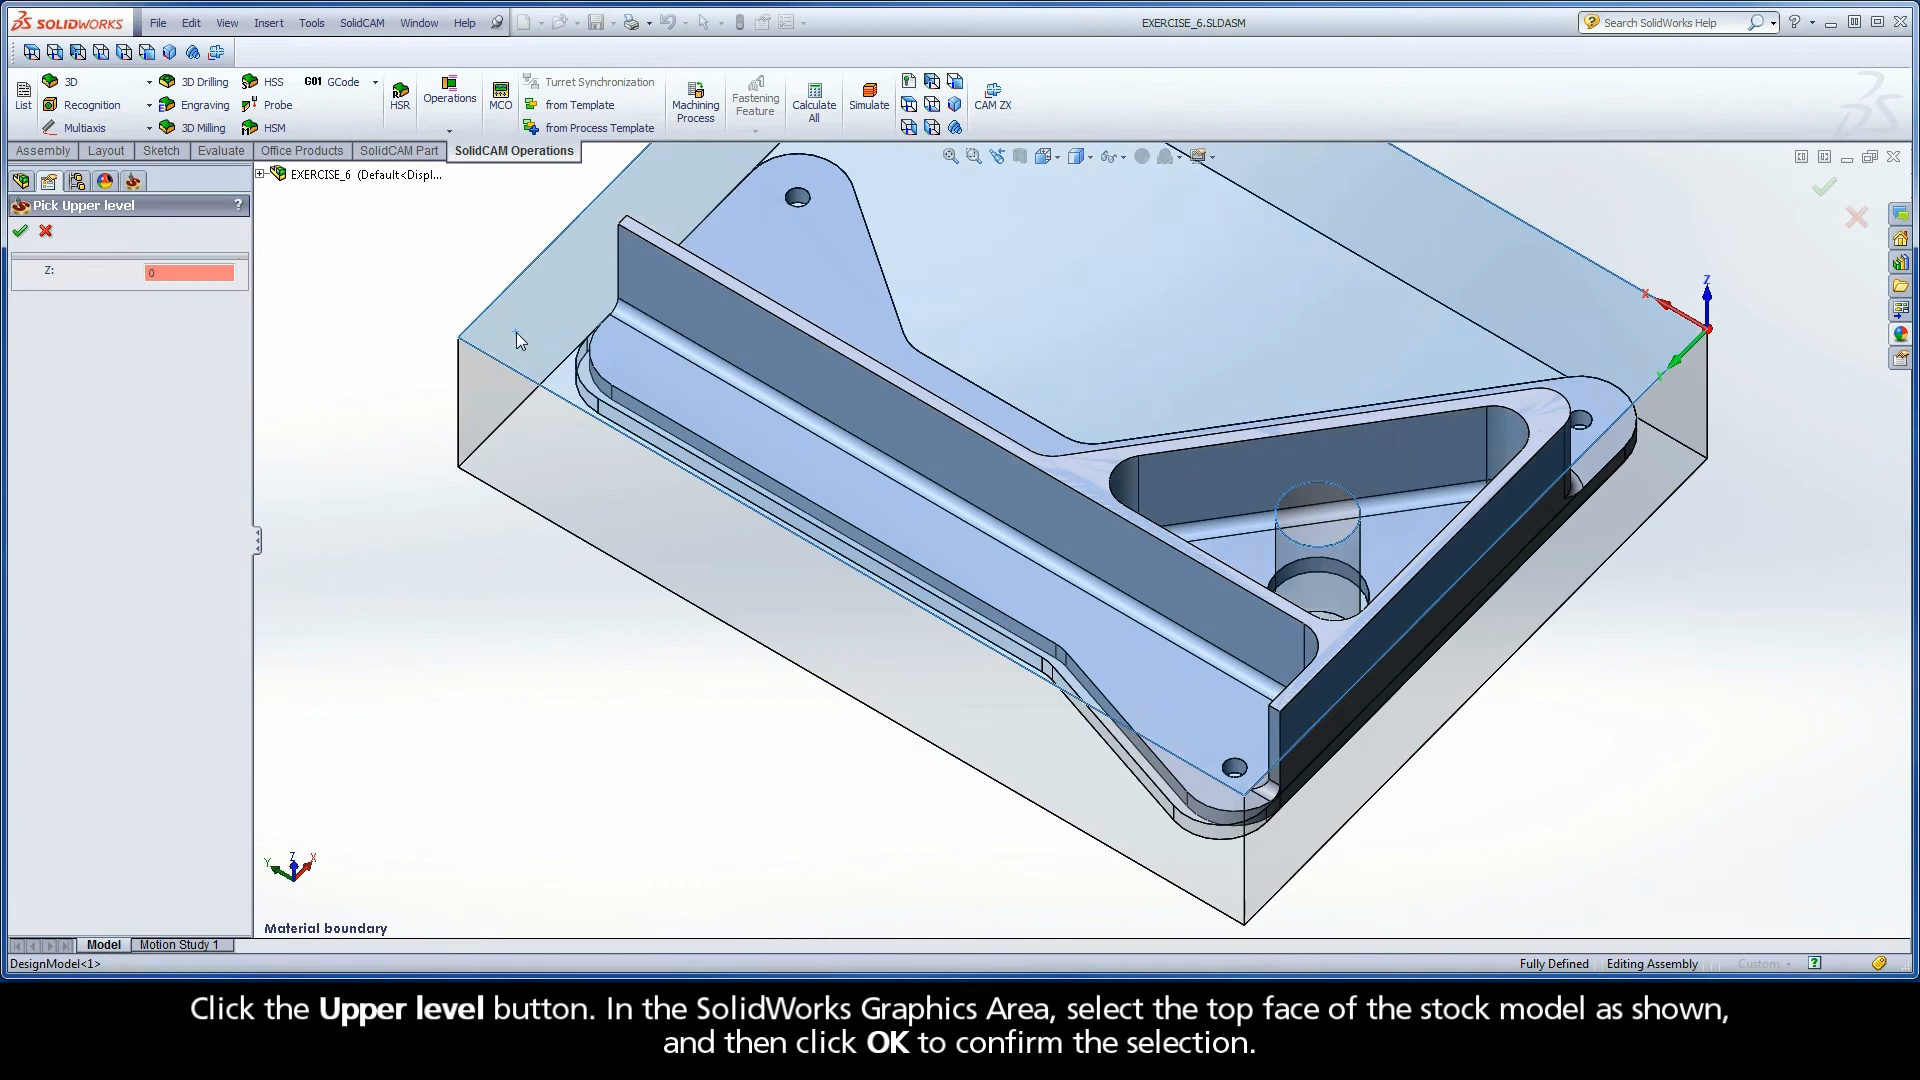 SOLIDWORKS File Edit View Insert Tools SolidCAM Window Help EXERCISE_6.SLDASM Search SolidWorks Help
3D 3D Drilling HSS G01 GCode Turret Synchronization
List Recognition Engraving Probe HSR Operations MCO from Template Machining Process Fastening Feature Calculate All Simulate CAM ZX
Multiaxis 3D Milling HSM from Process Template
Assembly Layout Sketch Evaluate Office Products SolidCAM Part SolidCAM Operations
EXERCISE_6 (Default<Displ...
Pick Upper level ?
Z: 0
Z
X
Y
Y Z X
Material boundary
Model Motion Study 1
DesignModel<1> Fully Defined Editing Assembly Custom
Click the Upper level button. In the SolidWorks Graphics Area, select the top face of the stock model as shown,
and then click OK to confirm the selection.